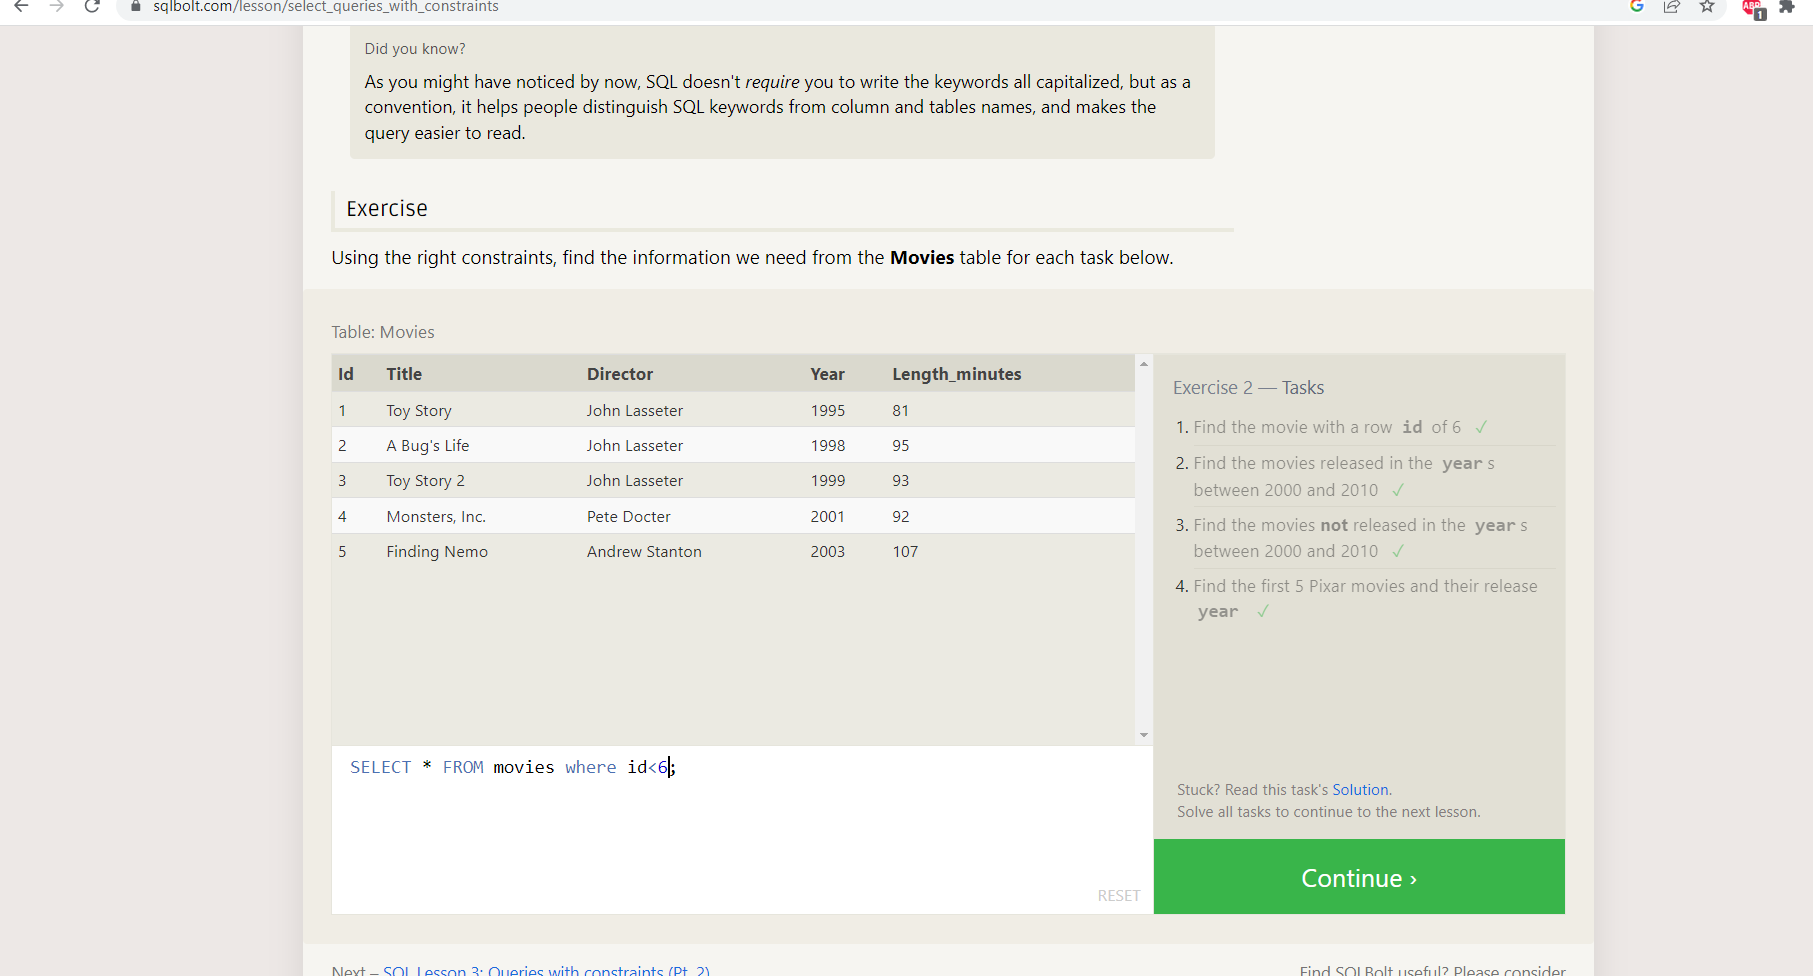 sqlbolt.com/lesson/select_queries_with_constraints
ABP
1
Did you know?
As you might have noticed by now, SQL doesn't require you to write the keywords all capitalized, but as a
convention, it helps people distinguish SQL keywords from column and tables names, and makes the
query easier to read.
Exercise
Using the right constraints, find the information we need from the Movies table for each task below.
Table: Movies
Id Title Director Year Length_minutes
1 Toy Story John Lasseter 1995 81
2 A Bug's Life John Lasseter 1998 95
3 Toy Story 2 John Lasseter 1999 93
4 Monsters, Inc. Pete Docter 2001 92
5 Finding Nemo Andrew Stanton 2003 107
SELECT * FROM movies where id<6;
RESET
Exercise 2 — Tasks
1. Find the movie with a row id of 6 ✓
2. Find the movies released in the year s
between 2000 and 2010 ✓
3. Find the movies not released in the year s
between 2000 and 2010 ✓
4. Find the first 5 Pixar movies and their release
year ✓
Stuck? Read this task's Solution.
Solve all tasks to continue to the next lesson.
Continue ›
Next – SQL Lesson 3: Queries with constraints (Pt. 2)
Find SQLBolt useful? Please consider